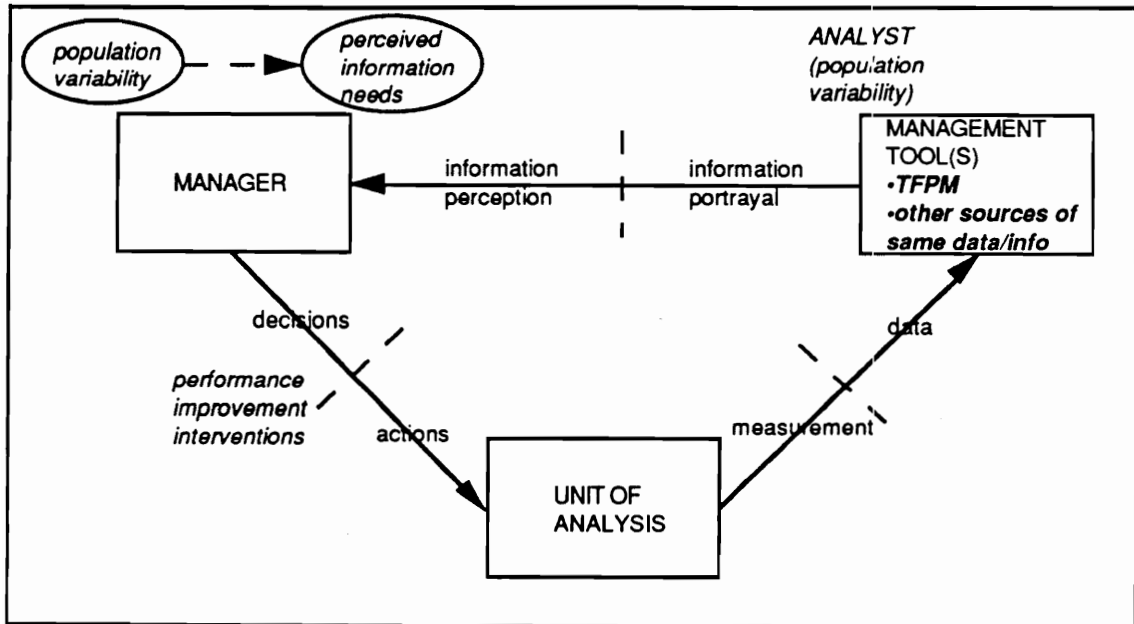 population
variability
perceived
information
needs
ANALYST
(population
variability)
MANAGER
information
perception
information
portrayal
MANAGEMENT
TOOL(S)
•TFPM
•other sources of
same data/info
decisions
performance
improvement
interventions
actions
data
measurement
UNIT OF
ANALYSIS